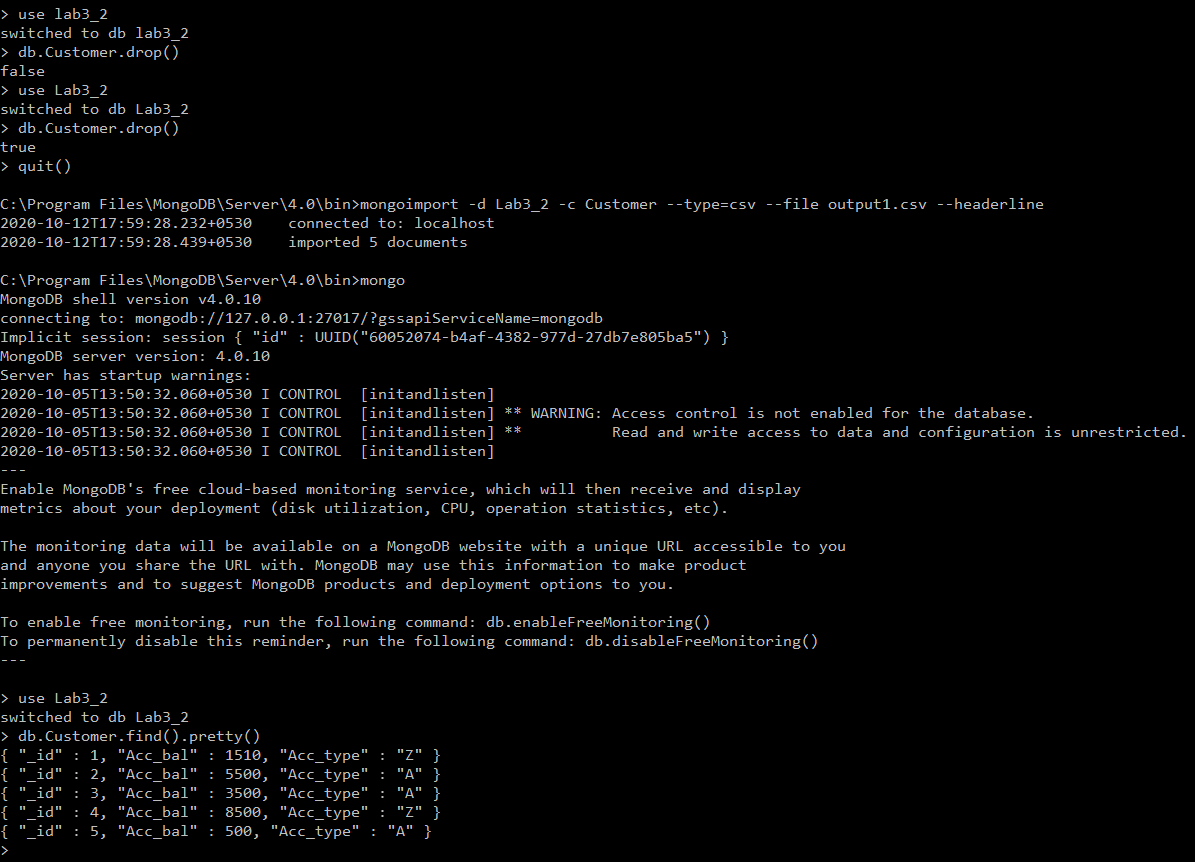 > use lab3_2
switched to db lab3_2
> db.Customer.drop()
false
> use Lab3_2
switched to db Lab3_2
> db.Customer.drop()
true
> quit()
C:\Program Files\MongoDB\Server\4.0\bin>mongoimport -d Lab3_2 -c Customer --type=csv --file output1.csv --headerline
2020-10-12T17:59:28.232+0530    connected to: localhost
2020-10-12T17:59:28.439+0530    imported 5 documents
C:\Program Files\MongoDB\Server\4.0\bin>mongo
MongoDB shell version v4.0.10
connecting to: mongodb://127.0.0.1:27017/?gssapiServiceName=mongodb
Implicit session: session { "id" : UUID("60052074-b4af-4382-977d-27db7e805ba5") }
MongoDB server version: 4.0.10
Server has startup warnings:
2020-10-05T13:50:32.060+0530 I CONTROL  [initandlisten]
2020-10-05T13:50:32.060+0530 I CONTROL  [initandlisten] ** WARNING: Access control is not enabled for the database.
2020-10-05T13:50:32.060+0530 I CONTROL  [initandlisten] **          Read and write access to data and configuration is unrestricted.
2020-10-05T13:50:32.060+0530 I CONTROL  [initandlisten]
---
Enable MongoDB's free cloud-based monitoring service, which will then receive and display
metrics about your deployment (disk utilization, CPU, operation statistics, etc).
The monitoring data will be available on a MongoDB website with a unique URL accessible to you
and anyone you share the URL with. MongoDB may use this information to make product
improvements and to suggest MongoDB products and deployment options to you.
To enable free monitoring, run the following command: db.enableFreeMonitoring()
To permanently disable this reminder, run the following command: db.disableFreeMonitoring()
---
> use Lab3_2
switched to db Lab3_2
> db.Customer.find().pretty()
{ "_id" : 1, "Acc_bal" : 1510, "Acc_type" : "Z" }
{ "_id" : 2, "Acc_bal" : 5500, "Acc_type" : "A" }
{ "_id" : 3, "Acc_bal" : 3500, "Acc_type" : "A" }
{ "_id" : 4, "Acc_bal" : 8500, "Acc_type" : "Z" }
{ "_id" : 5, "Acc_bal" : 500, "Acc_type" : "A" }
>